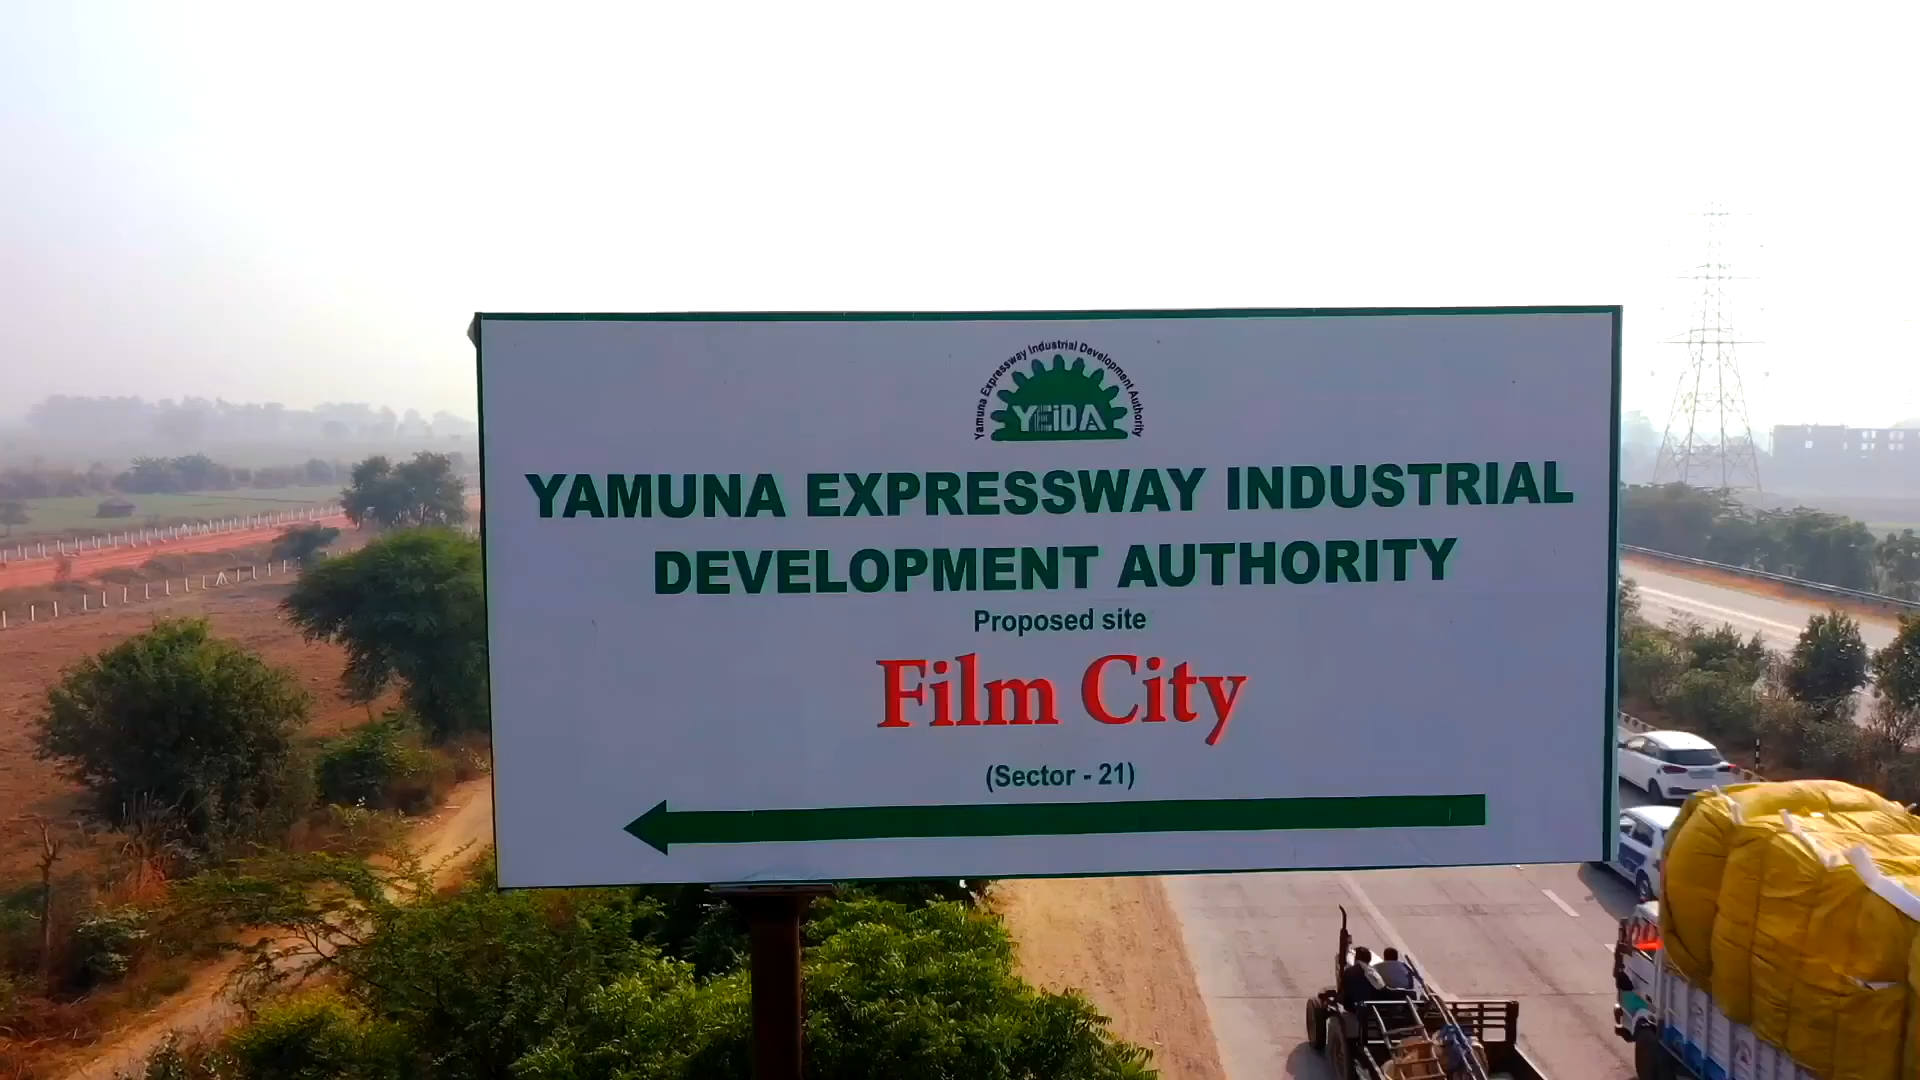 Yamuna Expressway Industrial Development Authority
YEiDA
YAMUNA EXPRESSWAY INDUSTRIAL
DEVELOPMENT AUTHORITY
Proposed site
Film City
(Sector - 21)